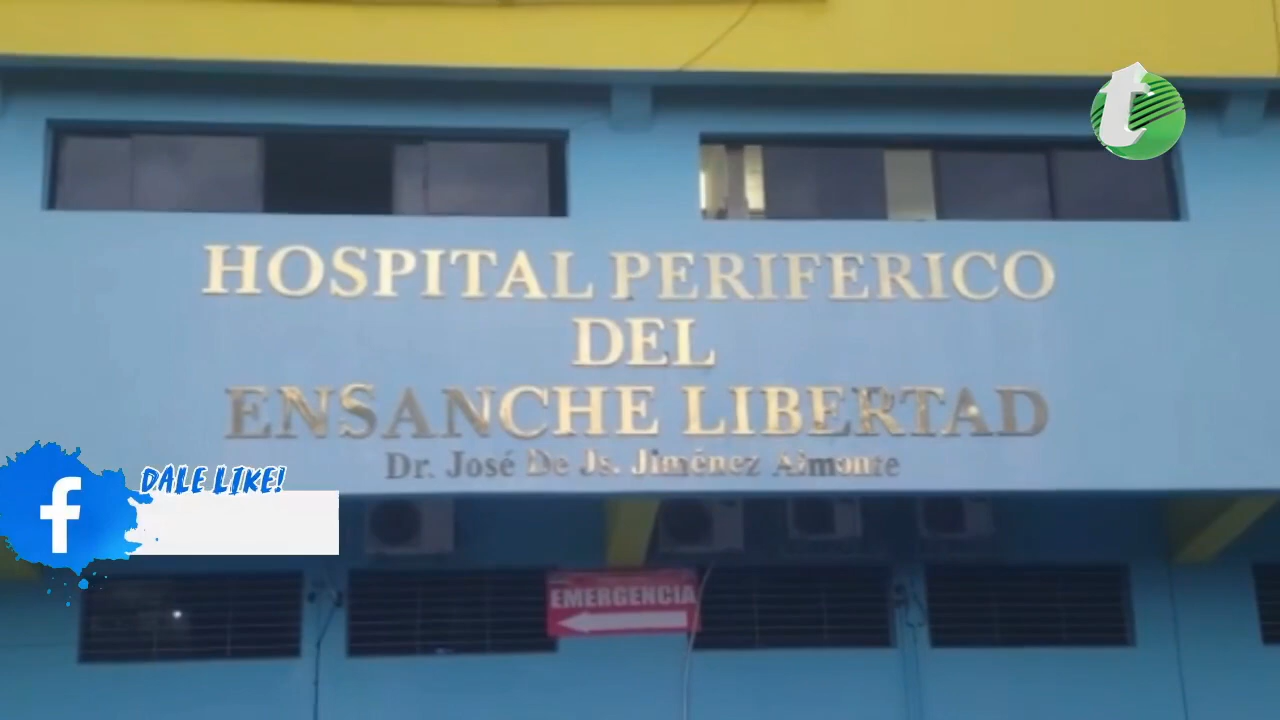 t
HOSPITAL PERIFERICO
DEL
ENSANCHE LIBERTAD
Dr. José De Js. Jiménez Almonte
f
DALE LIKE!
EMERGENCIA